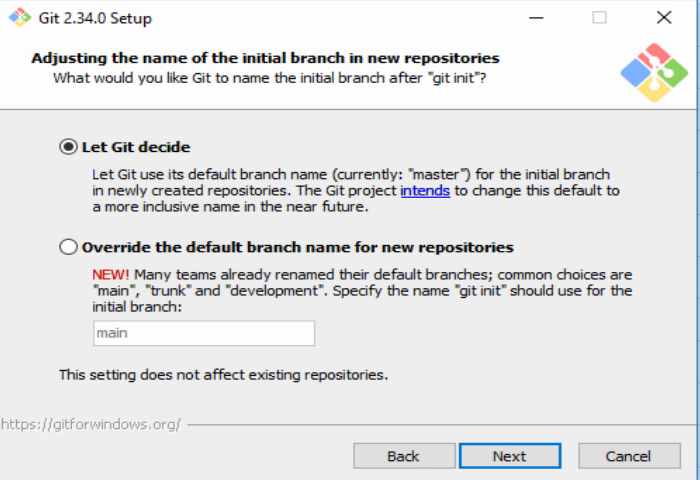 Git 2.34.0 Setup
Adjusting the name of the initial branch in new repositories
What would you like Git to name the initial branch after "git init"?
Let Git decide
Let Git use its default branch name (currently: "master") for the initial branch
in newly created repositories. The Git project intends to change this default to
a more inclusive name in the near future.
Override the default branch name for new repositories
NEW! Many teams already renamed their default branches; common choices are
"main", "trunk" and "development". Specify the name "git init" should use for the
initial branch:
main
This setting does not affect existing repositories.
https://gitforwindows.org/
Back
Next
Cancel